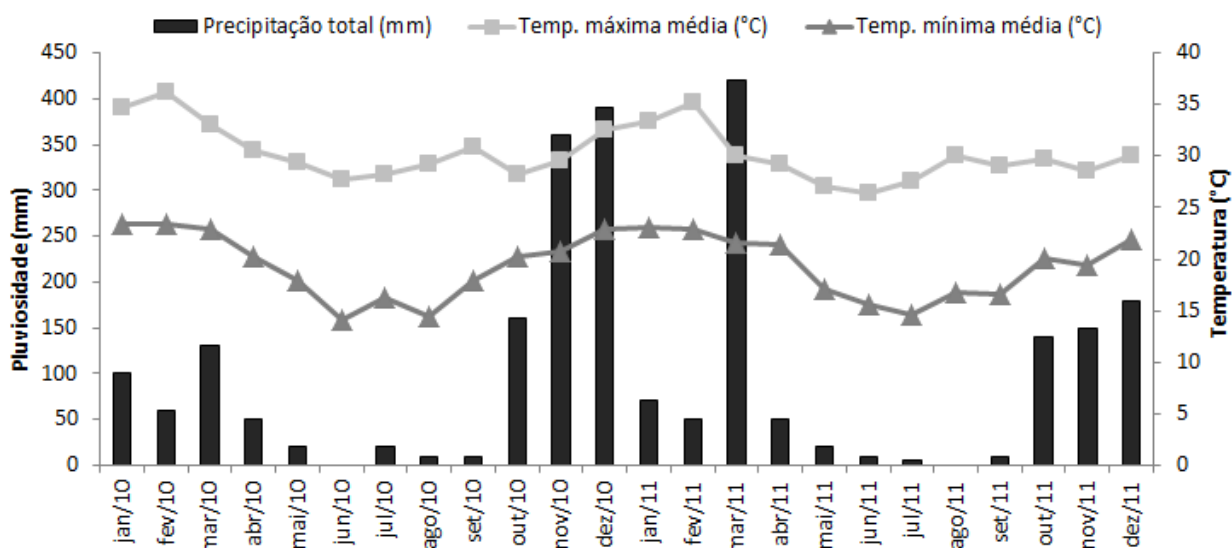 Precipitação total (mm) Temp. máxima média (°C) Temp. mínima média (°C)
Pluviosidade (mm)
450
400
350
300
250
200
150
100
50
0
40
35
30
25
20
15
10
5
0
Temperatura (°C)
jan/10
fev/10
mar/10
abr/10
mai/10
jun/10
jul/10
ago/10
set/10
out/10
nov/10
dez/10
jan/11
fev/11
mar/11
abr/11
mai/11
jun/11
jul/11
ago/11
set/11
out/11
nov/11
dez/11